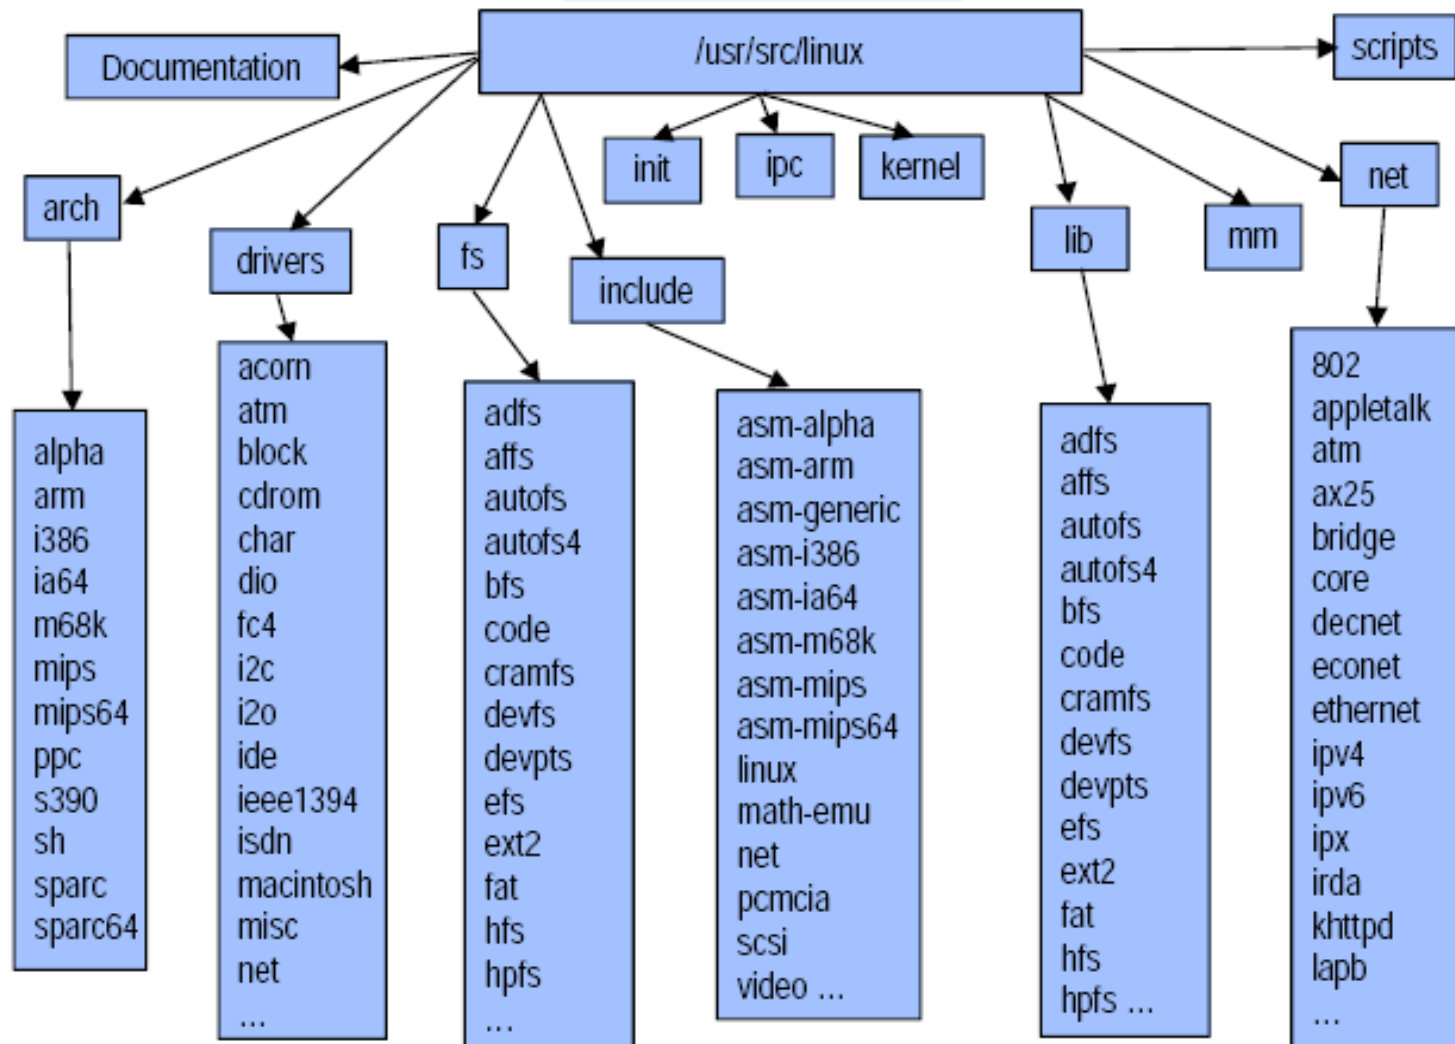 /usr/src/linux
Documentation
scripts
init
ipc
kernel
net
arch
lib
mm
drivers
fs
include
alpha
arm
i386
ia64
m68k
mips
mips64
ppc
s390
sh
sparc
sparc64
acorn
atm
block
cdrom
char
dio
fc4
i2c
i2o
ide
ieee1394
isdn
macintosh
misc
net
...
adfs
affs
autofs
autofs4
bfs
code
cramfs
devfs
devpts
efs
ext2
fat
hfs
hpfs
...
asm-alpha
asm-arm
asm-generic
asm-i386
asm-ia64
asm-m68k
asm-mips
asm-mips64
linux
math-emu
net
pcmcia
scsi
video ...
adfs
affs
autofs
autofs4
bfs
code
cramfs
devfs
devpts
efs
ext2
fat
hfs
hpfs ...
802
appletalk
atm
ax25
bridge
core
decnet
econet
ethernet
ipv4
ipv6
ipx
irda
khttpd
lapb
...